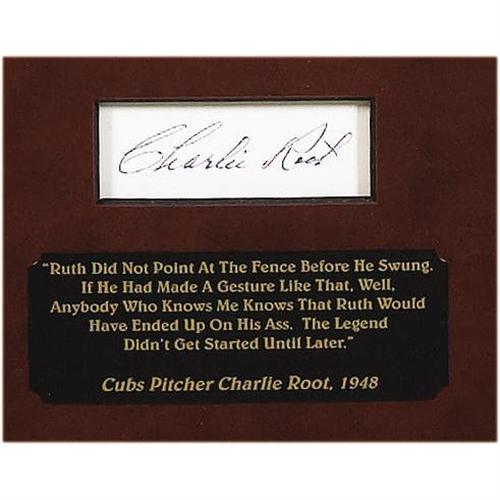 Charlie Root
"Ruth Did Not Point At The Fence Before He Swung.
If He Had Made A Gesture Like That, Well,
Anybody Who Knows Me Knows That Ruth Would
Have Ended Up On His Ass.  The Legend
Didn't Get Started Until Later."
Cubs Pitcher Charlie Root, 1948